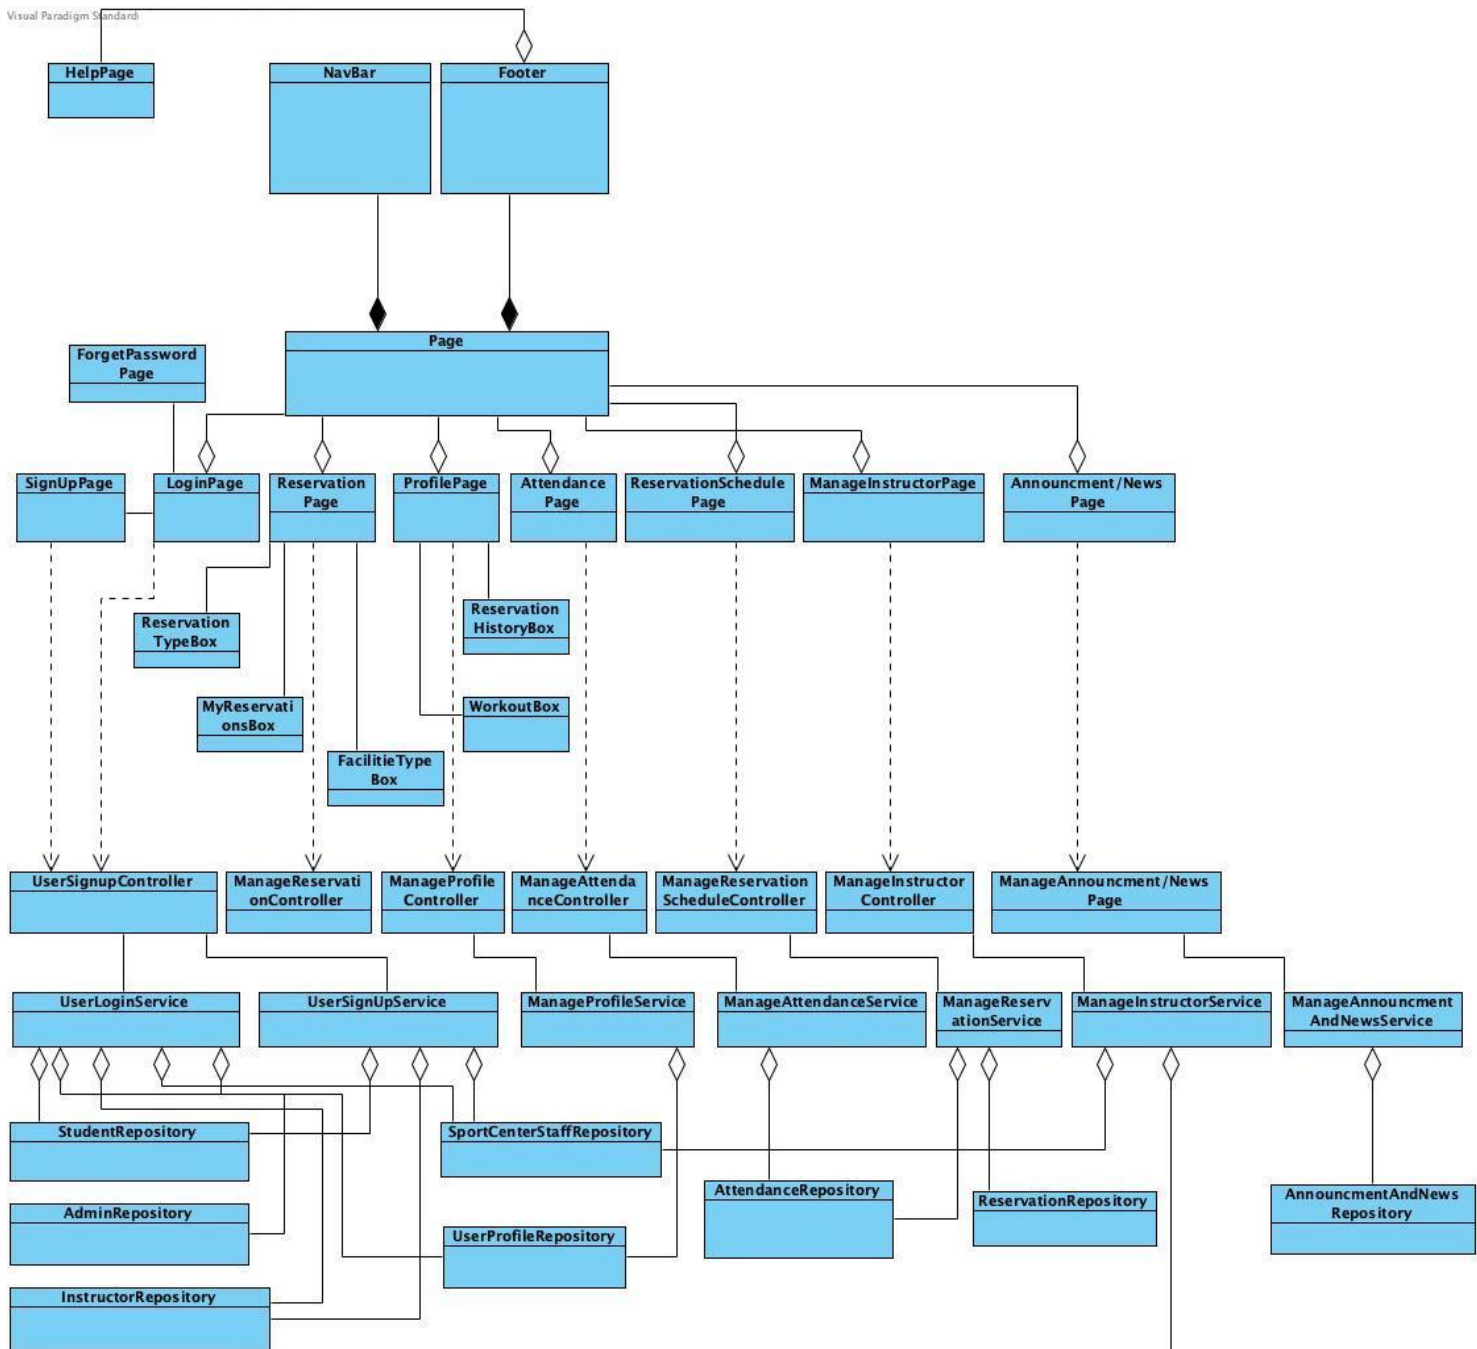 Visual Paradigm Standard
HelpPage
NavBar
Footer
Page
ForgetPassword
Page
SignUpPage
LoginPage
Reservation
Page
ProfilePage
Attendance
Page
ReservationSchedule
Page
ManageInstructorPage
Announcment/News
Page
Reservation
TypeBox
Reservation
HistoryBox
MyReservati
onsBox
WorkoutBox
FacilitieType
Box
UserSignupController
ManageReservati
onController
ManageProfile
Controller
ManageAttenda
nceController
ManageReservation
ScheduleController
ManageInstructor
Controller
ManageAnnouncment/News
Page
UserLoginService
UserSignUpService
ManageProfileService
ManageAttendanceService
ManageReserv
ationService
ManageInstructorService
ManageAnnouncment
AndNewsService
StudentRepository
SportCenterStaffRepository
AttendanceRepository
ReservationRepository
AnnouncmentAndNews
Repository
AdminRepository
UserProfileRepository
InstructorRepository